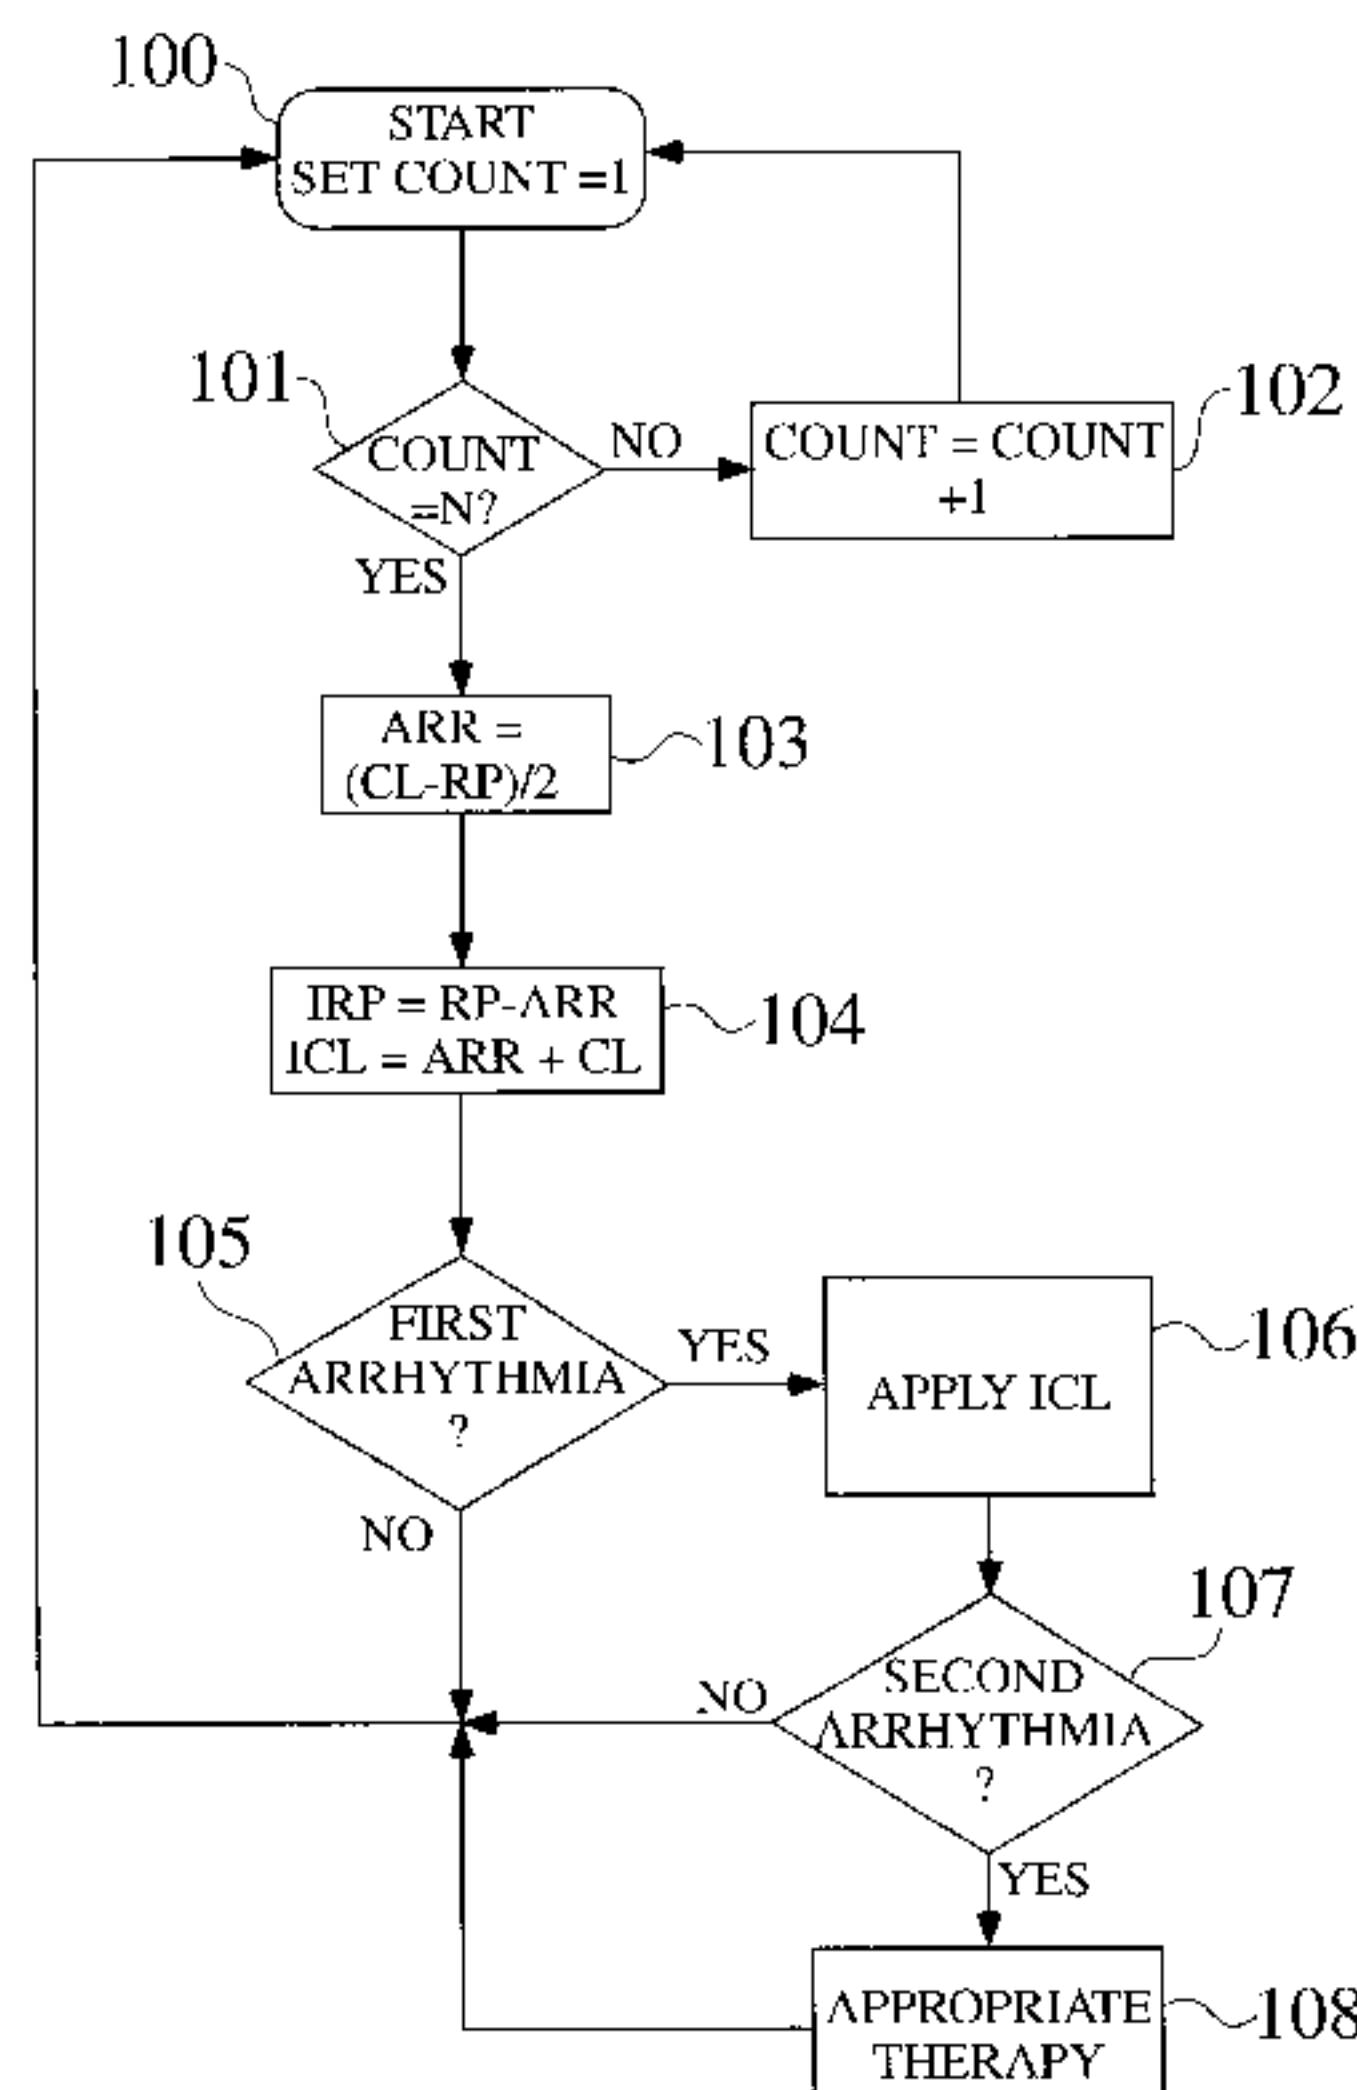 100
START
SET COUNT =1
101
COUNT
=N?
NO
COUNT = COUNT
+1
102
YES
ARR =
(CL-RP)/2
103
IRP = RP-ARR
ICL = ARR + CL
104
105
FIRST
ARRHYTHMIA
?
YES
APPLY ICL
106
NO
107
SECOND
ARRHYTHMIA
?
NO
YES
APPROPRIATE
THERAPY
108